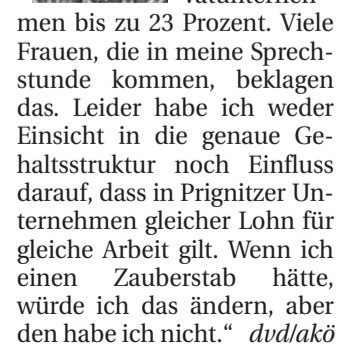 men bis zu 23 Prozent. Viele
Frauen, die in meine Sprech-
stunde kommen, beklagen
das. Leider habe ich weder
Einsicht in die genaue Ge-
haltsstruktur noch Einfluss
darauf, dass in Prignitzer Un-
ternehmen gleicher Lohn für
gleiche Arbeit gilt. Wenn ich
einen Zauberstab hätte,
würde ich das ändern, aber
den habe ich nicht.“ dvd/akö